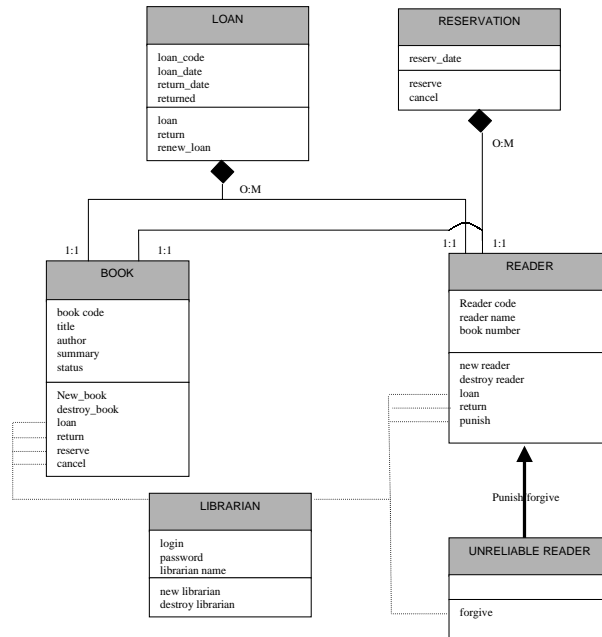 LOAN
loan_code
loan_date
return_date
returned
loan
return
renew_loan
RESERVATION
reserv_date
reserve
cancel
O:M
O:M
1:1
1:1
1:1
1:1
BOOK
book code
title
author
summary
status
New_book
destroy_book
loan
return
reserve
cancel
READER
Reader code
reader name
book number
new reader
destroy reader
loan
return
punish
Punish forgive
LIBRARIAN
login
password
librarian name
new librarian
destroy librarian
UNRELIABLE READER
forgive